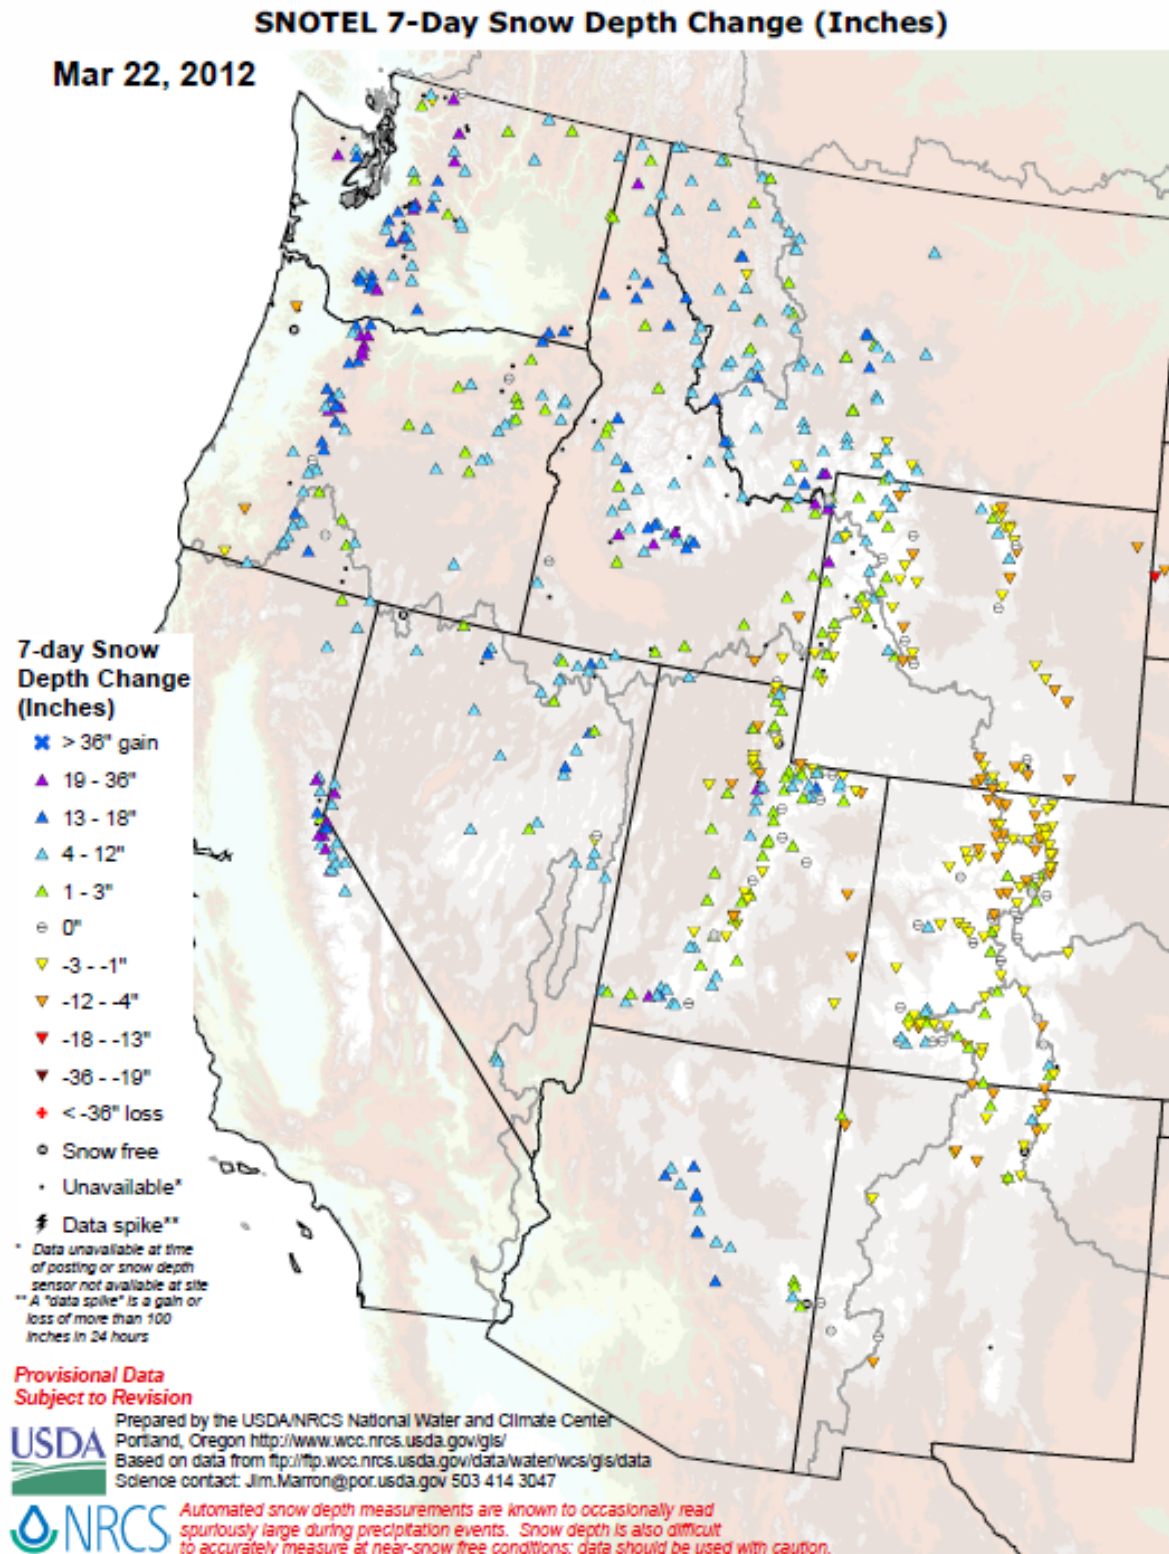 SNOTEL 7-Day Snow Depth Change (Inches)
Mar 22, 2012
7-day Snow
Depth Change
(Inches)
> 36" gain
19 - 36"
13 - 18"
4 - 12"
1 - 3"
0"
-3 - -1"
-12 - -4"
-18 - -13"
-36 - -19"
< -36" loss
Snow free
Unavailable*
Data spike**
* Data unavailable at time
of posting or snow depth
sensor not available at site
** A "data spike" is a gain or
loss of more than 100
inches in 24 hours
Provisional Data
Subject to Revision
USDA
Prepared by the USDA/NRCS National Water and Climate Center
Portland, Oregon http://www.wcc.nrcs.usda.gov/gis/
Based on data from ftp://ftp.wcc.nrcs.usda.gov/data/water/wcs/gis/data
Science contact: Jim.Marron@por.usda.gov 503 414 3047
NRCS
Automated snow depth measurements are known to occasionally read
spuriously large during precipitation events. Snow depth is also difficult
to accurately measure at near-snow free conditions; data should be used with caution.